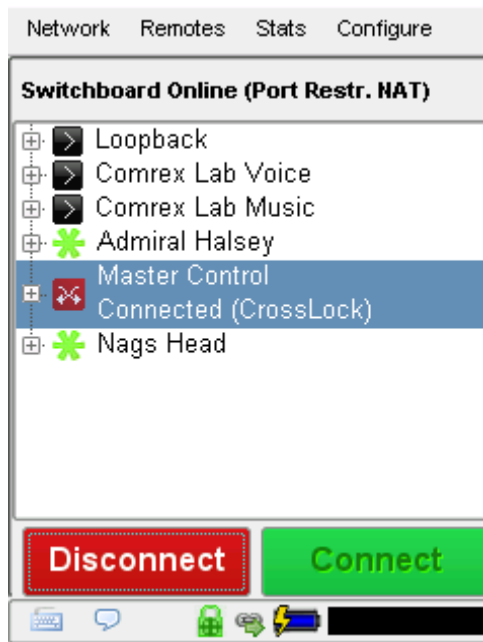 Network Remotes Stats Configure
Switchboard Online (Port Restr. NAT)
Loopback
Comrex Lab Voice
Comrex Lab Music
Admiral Halsey
Master Control
Connected (CrossLock)
Nags Head
Disconnect Connect